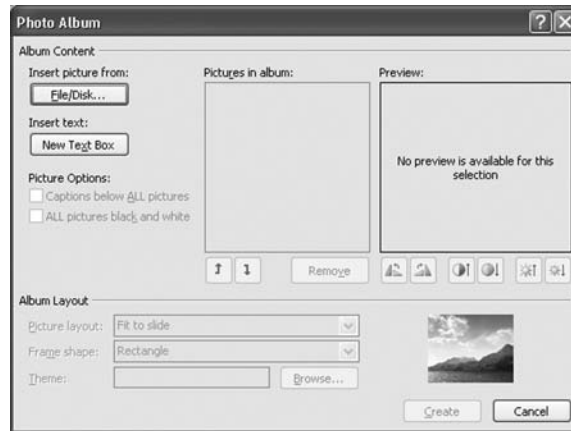 Photo Album
Album Content
Insert picture from:
File/Disk...
Insert text:
New Text Box
Picture Options:
Captions below ALL pictures
ALL pictures black and white
Pictures in album:
Remove
Preview:
No preview is available for this
selection
Album Layout
Picture layout: Fit to slide
Frame shape: Rectangle
Theme: Browse...
Create Cancel